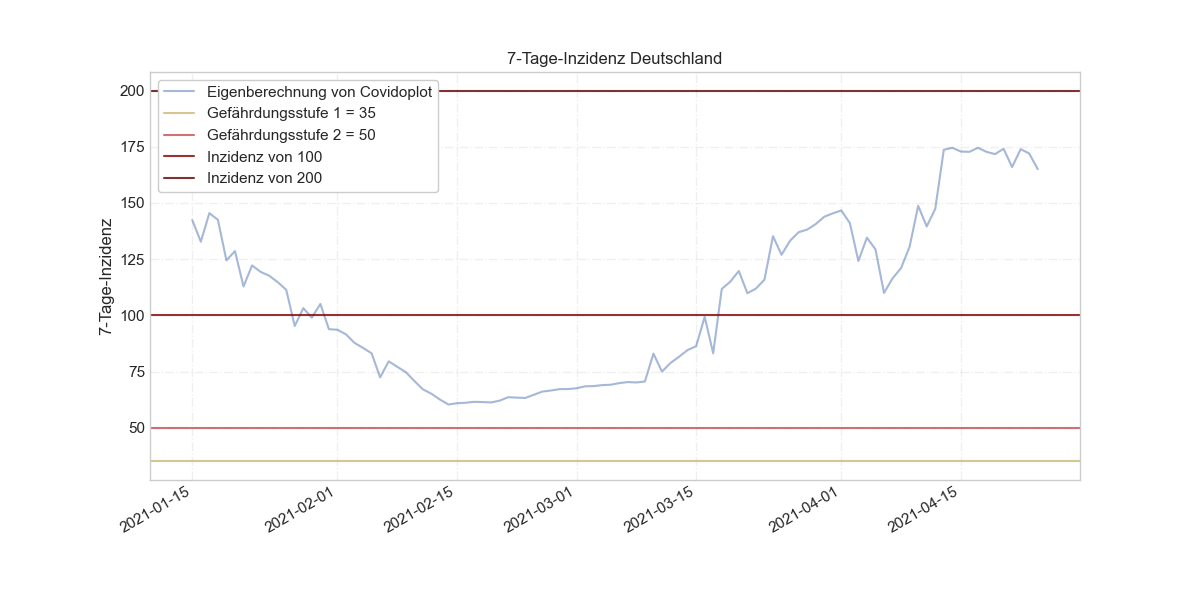 7-Tage-Inzidenz Deutschland
Eigenberechnung von Covidoplot
Gefährdungsstufe 1 = 35
Gefährdungsstufe 2 = 50
Inzidenz von 100
Inzidenz von 200
7-Tage-Inzidenz
200
175
150
125
100
75
50
2021-01-15
2021-02-01
2021-02-15
2021-03-01
2021-03-15
2021-04-01
2021-04-15